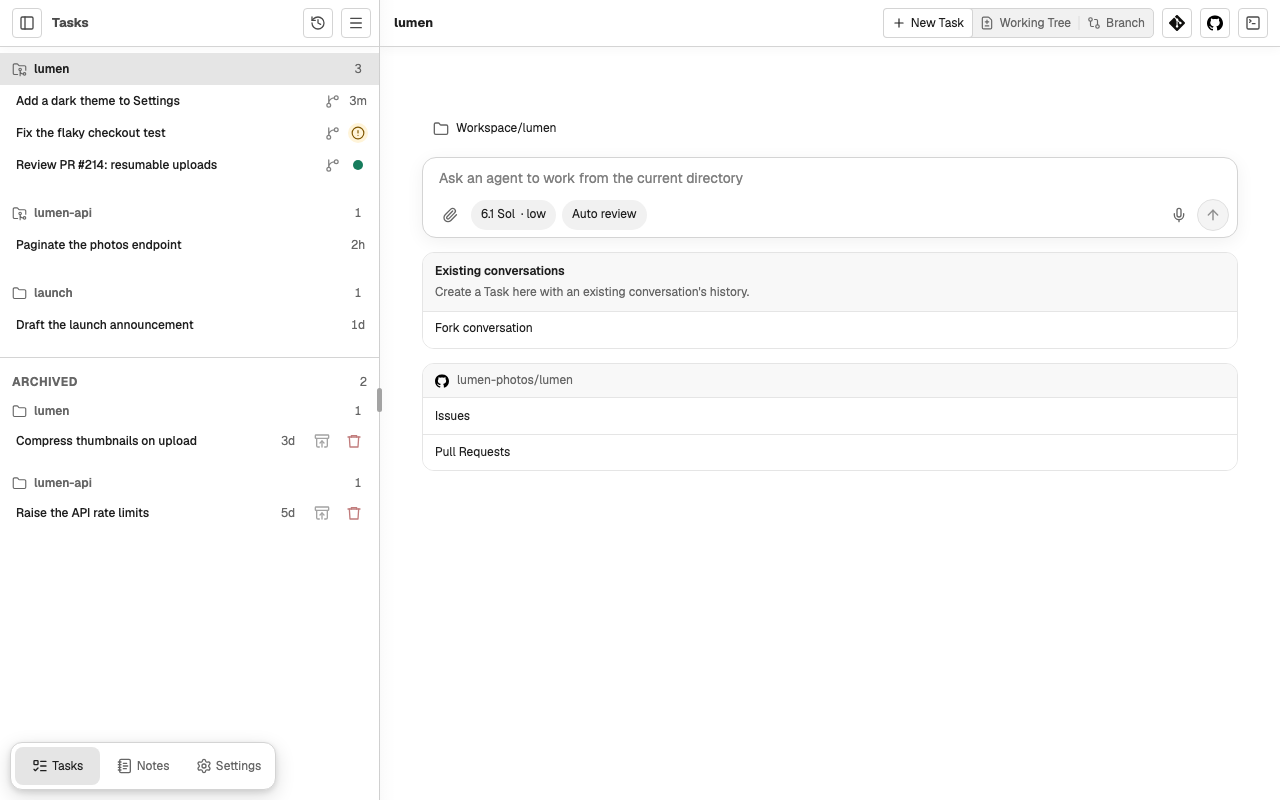 Tasks
lumen 3
Add a dark theme to Settings 3m
Fix the flaky checkout test
Review PR #214: resumable uploads
lumen-api 1
Paginate the photos endpoint 2h
launch 1
Draft the launch announcement 1d
ARCHIVED 2
lumen 1
Compress thumbnails on upload 3d
lumen-api 1
Raise the API rate limits 5d
Tasks Notes Settings
lumen New Task Working Tree Branch
Workspace/lumen
Ask an agent to work from the current directory
6.1 Sol · low Auto review
Existing conversations
Create a Task here with an existing conversation's history.
Fork conversation
lumen-photos/lumen
Issues
Pull Requests